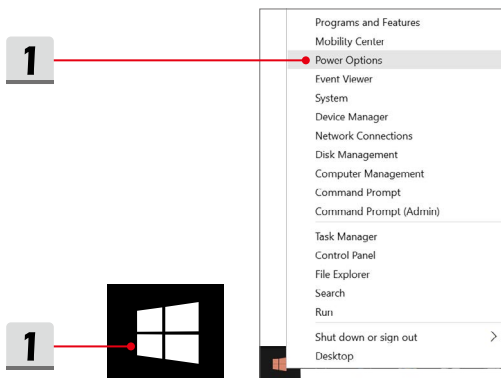 1
Programs and Features
Mobility Center
Power Options
Event Viewer
System
Device Manager
Network Connections
Disk Management
Computer Management
Command Prompt
Command Prompt (Admin)
Task Manager
Control Panel
File Explorer
Search
Run
Shut down or sign out
Desktop
1